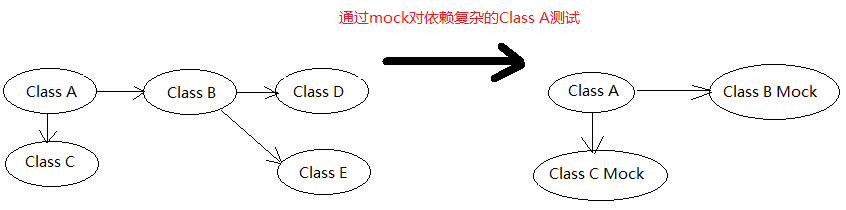 通过mock对依赖复杂的Class A测试
Class A
Class B
Class D
Class C
Class E
Class A
Class B Mock
Class C Mock